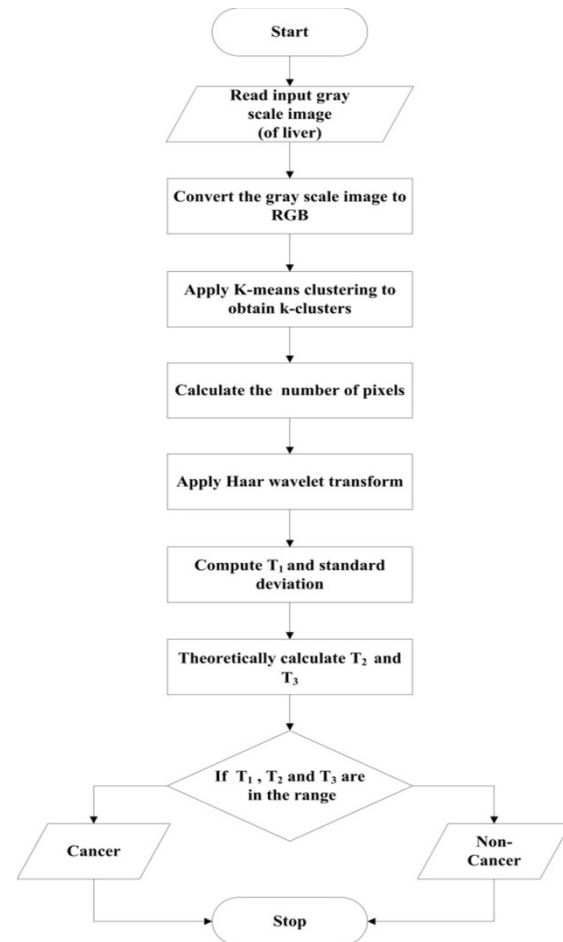 Start
Read input gray
scale image
(of liver)
Convert the gray scale image to
RGB
Apply K-means clustering to
obtain k-clusters
Calculate the number of pixels
Apply Haar wavelet transform
Compute T₁ and standard
deviation
Theoretically calculate T₂ and
T₃
If T₁ , T₂ and T₃ are
in the range
Cancer
Non-
Cancer
Stop